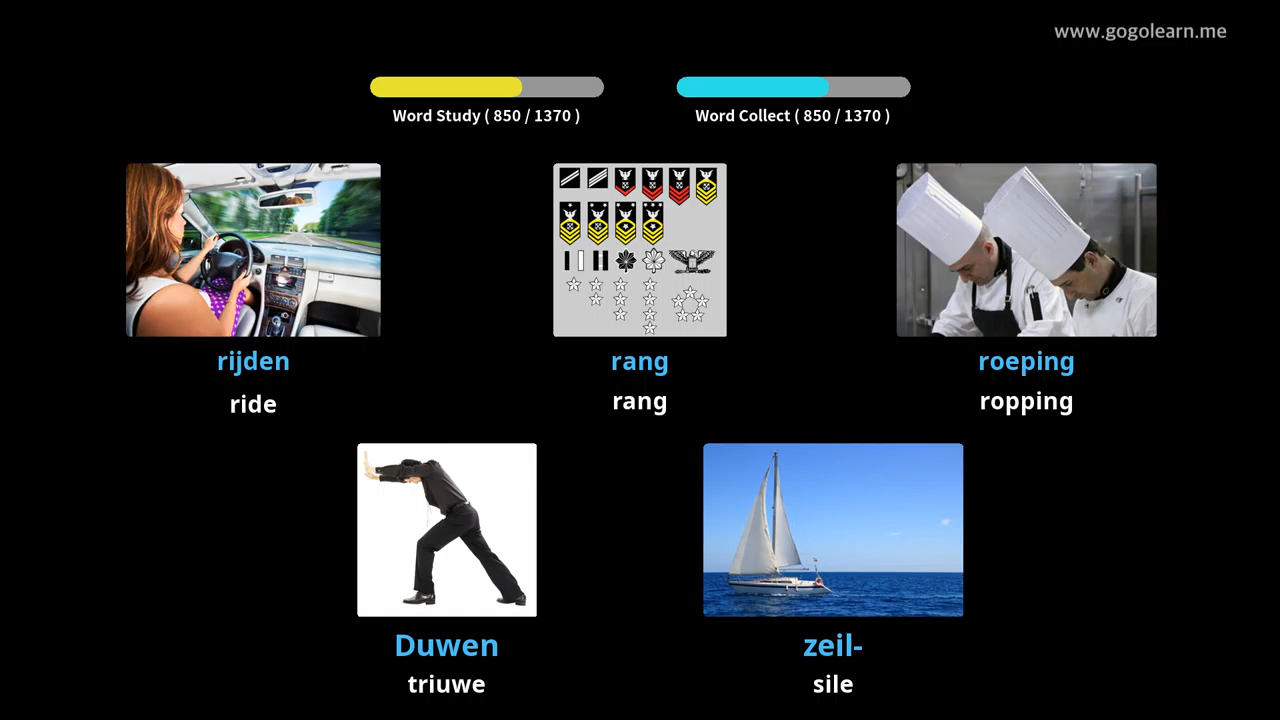 www.gogolearn.me
Word Study ( 850 / 1370 )
Word Collect ( 850 / 1370 )
rijden
rang
roeping
ride
rang
ropping
Duwen
zeil-
triuwe
sile